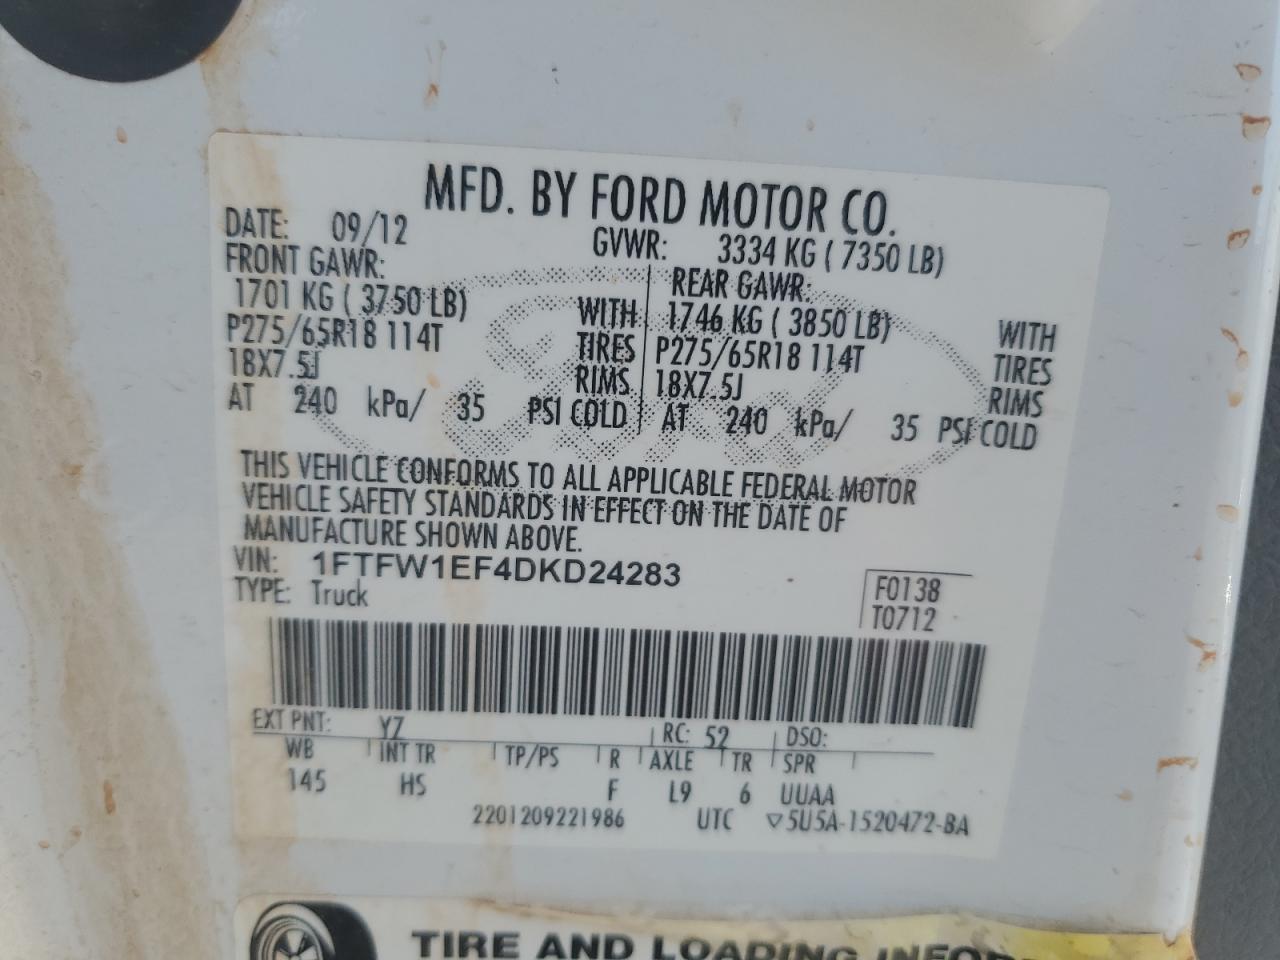 MFD. BY FORD MOTOR CO.
DATE: 09/12 GVWR: 3334 KG ( 7350 LB)
FRONT GAWR: REAR GAWR:
1701 KG ( 3750 LB) WITH 1746 KG ( 3850 LB) WITH
P275/65R18 114T TIRES P275/65R18 114T TIRES
18X7.5J RIMS 18X7.5J RIMS
AT 240 kPa/ 35 PSI COLD AT 240 kPa/ 35 PSI COLD
THIS VEHICLE CONFORMS TO ALL APPLICABLE FEDERAL MOTOR
VEHICLE SAFETY STANDARDS IN EFFECT ON THE DATE OF
MANUFACTURE SHOWN ABOVE.
VIN: 1FTFW1EF4DKD24283
TYPE: Truck
F0138
T0712
EXT PNT: YZ RC: 52 DSO:
WB INT TR TP/PS R AXLE TR SPR
145 HS F L9 6 UUAA
2201209221986 UTC ▽5U5A-1520472-BA
TIRE AND LOADING